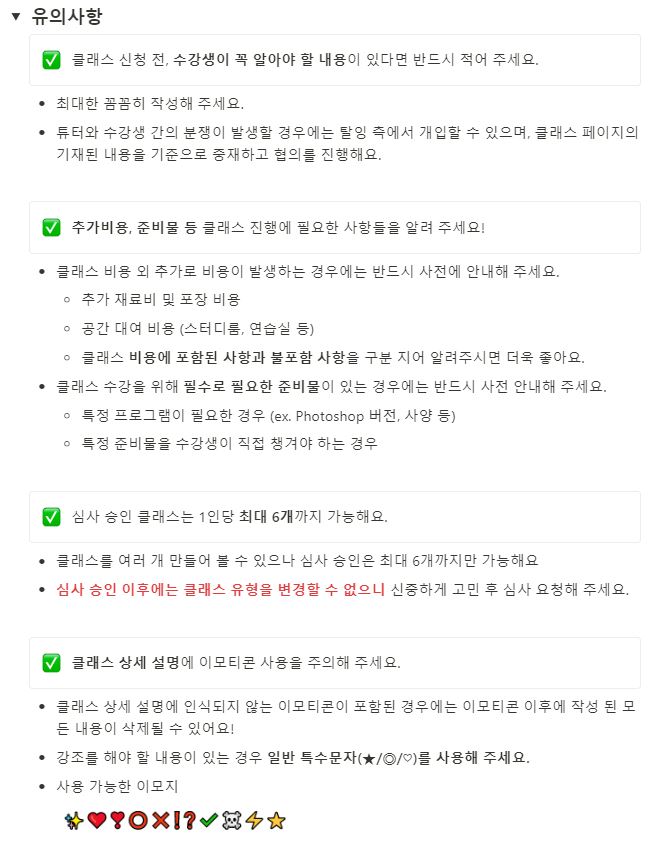 ▼ 유의사항
✅ 클래스 신청 전, 수강생이 꼭 알아야 할 내용이 있다면 반드시 적어 주세요.
• 최대한 꼼꼼히 작성해 주세요.
• 튜터와 수강생 간의 분쟁이 발생할 경우에는 탈잉 측에서 개입할 수 있으며, 클래스 페이지의
기재된 내용을 기준으로 중재하고 협의를 진행해요.
✅ 추가비용, 준비물 등 클래스 진행에 필요한 사항들을 알려 주세요!
• 클래스 비용 외 추가로 비용이 발생하는 경우에는 반드시 사전에 안내해 주세요.
◦ 추가 재료비 및 포장 비용
◦ 공간 대여 비용 (스터디룸, 연습실 등)
◦ 클래스 비용에 포함된 사항과 불포함 사항을 구분 지어 알려주시면 더욱 좋아요.
• 클래스 수강을 위해 필수로 필요한 준비물이 있는 경우에는 반드시 사전 안내해 주세요.
◦ 특정 프로그램이 필요한 경우 (ex. Photoshop 버전, 사양 등)
◦ 특정 준비물을 수강생이 직접 챙겨야 하는 경우
✅ 심사 승인 클래스는 1인당 최대 6개까지 가능해요.
• 클래스를 여러 개 만들어 볼 수 있으나 심사 승인은 최대 6개까지만 가능해요
• 심사 승인 이후에는 클래스 유형을 변경할 수 없으니 신중하게 고민 후 심사 요청해 주세요.
✅ 클래스 상세 설명에 이모티콘 사용을 주의해 주세요.
• 클래스 상세 설명에 인식되지 않는 이모티콘이 포함된 경우에는 이모티콘 이후에 작성 된 모
든 내용이 삭제될 수 있어요!
• 강조를 해야 할 내용이 있는 경우 일반 특수문자(★/◎/♡)를 사용해 주세요.
• 사용 가능한 이모지
✨❤❣⭕❌❗❓✔☠⚡⭐